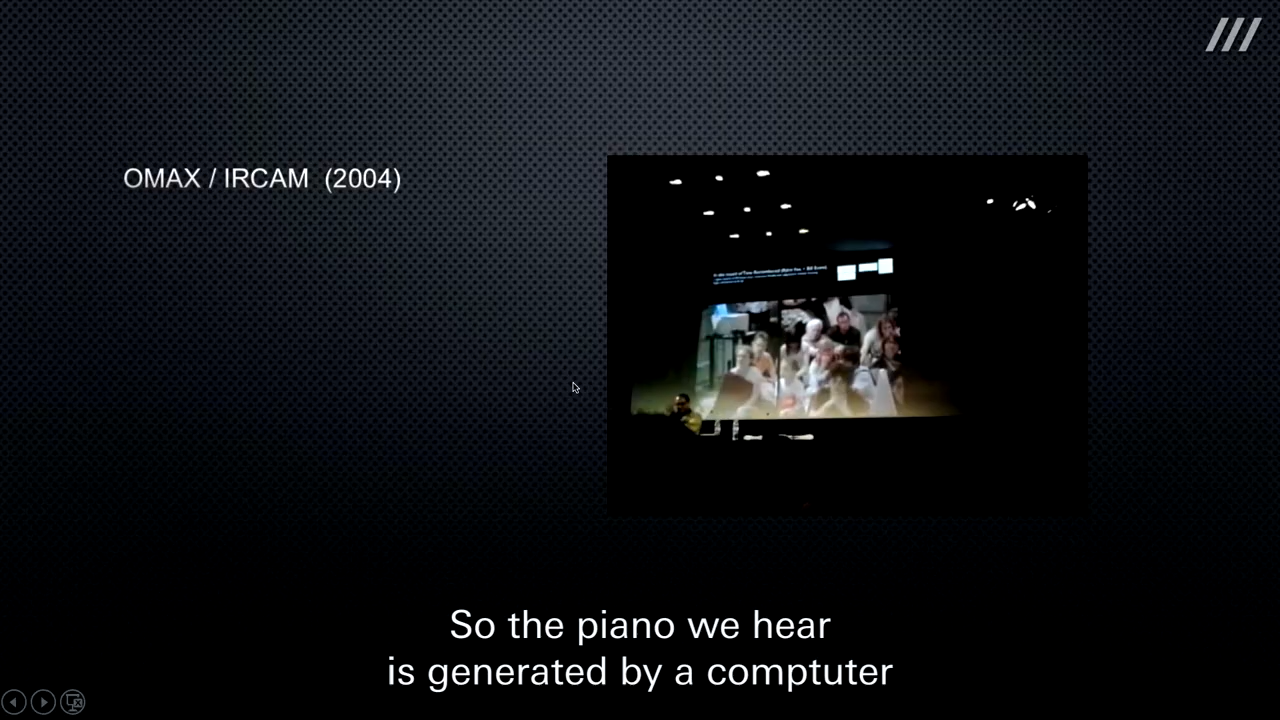 OMAX / IRCAM (2004)
So the piano we hear
is generated by a comptuter